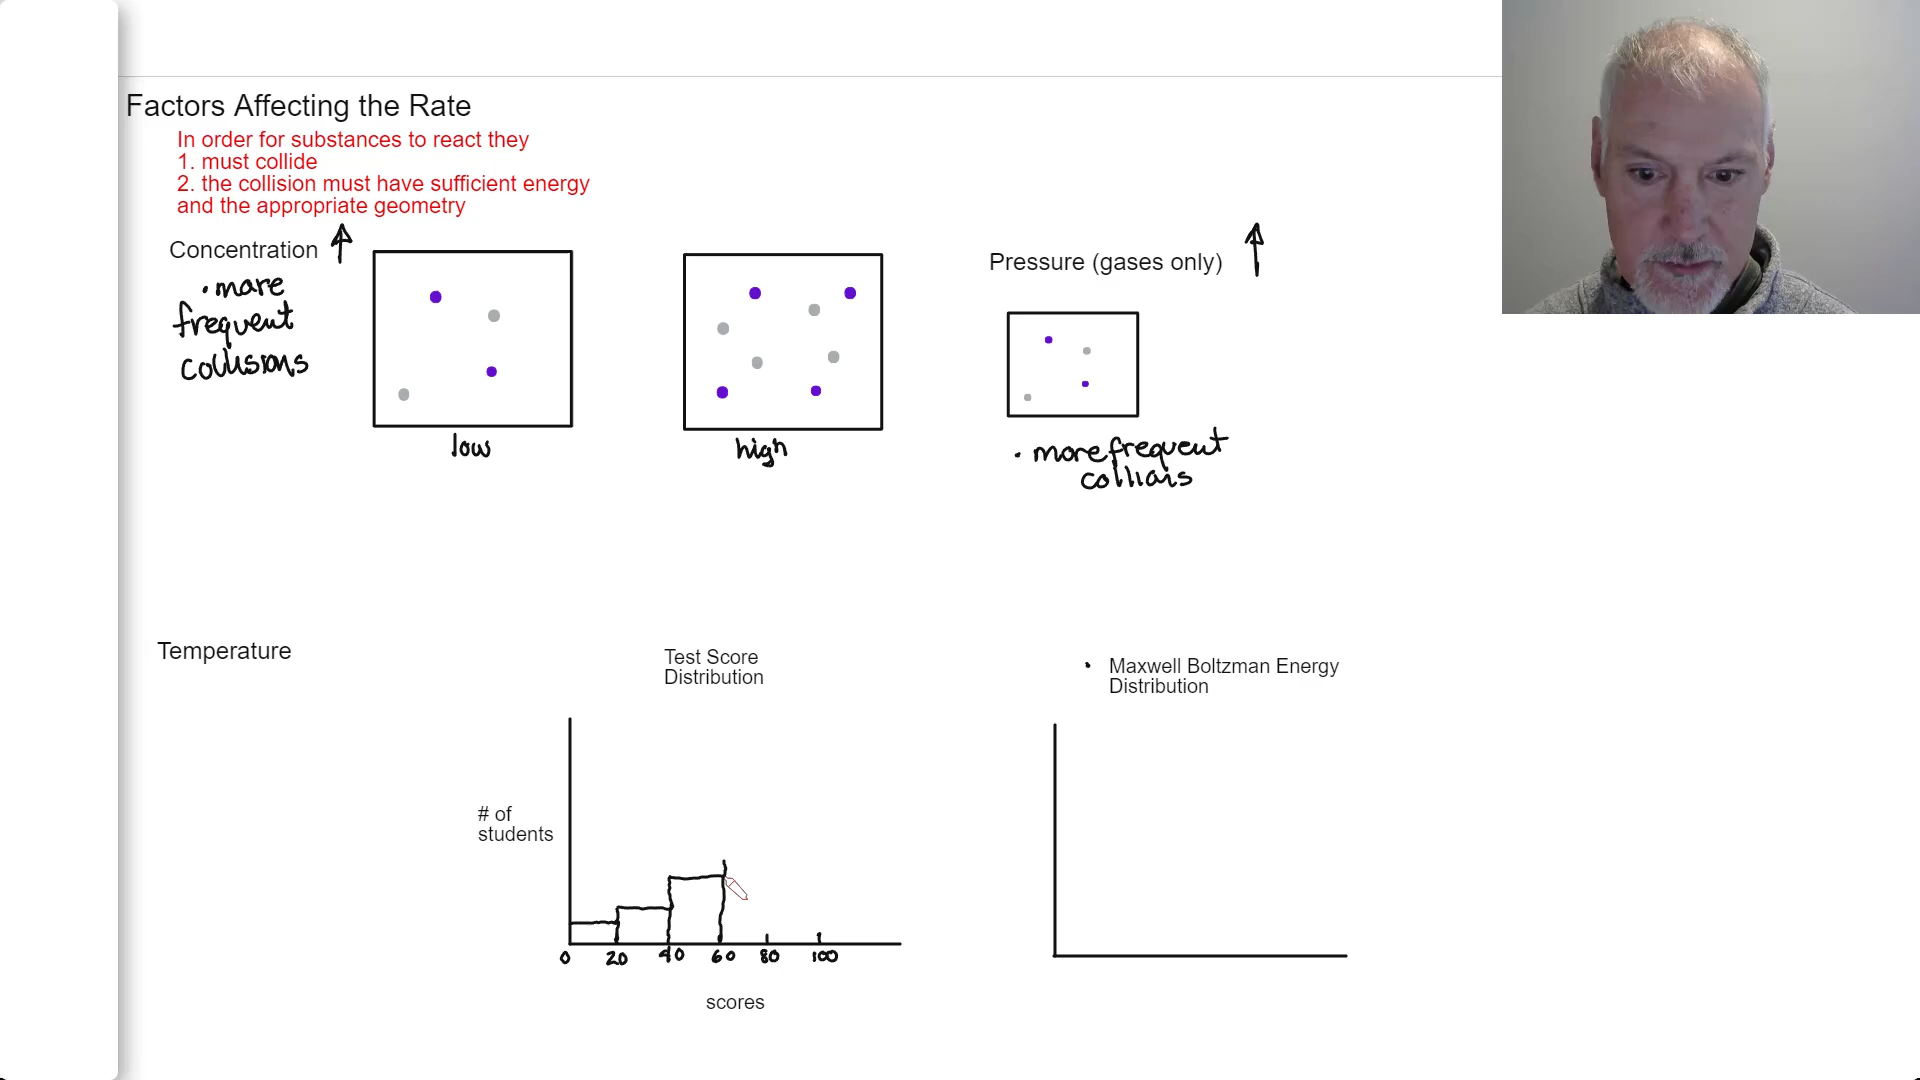 Factors Affecting the Rate
In order for substances to react they
1. must collide
2. the collision must have sufficient energy
and the appropriate geometry
Concentration
• more
frequent
collisions
low
high
Pressure (gases only)
• more frequent
Temperature
Test Score
Distribution
# of
students
0 20 40 60 80 100
scores
• Maxwell Boltzman Energy
Distribution